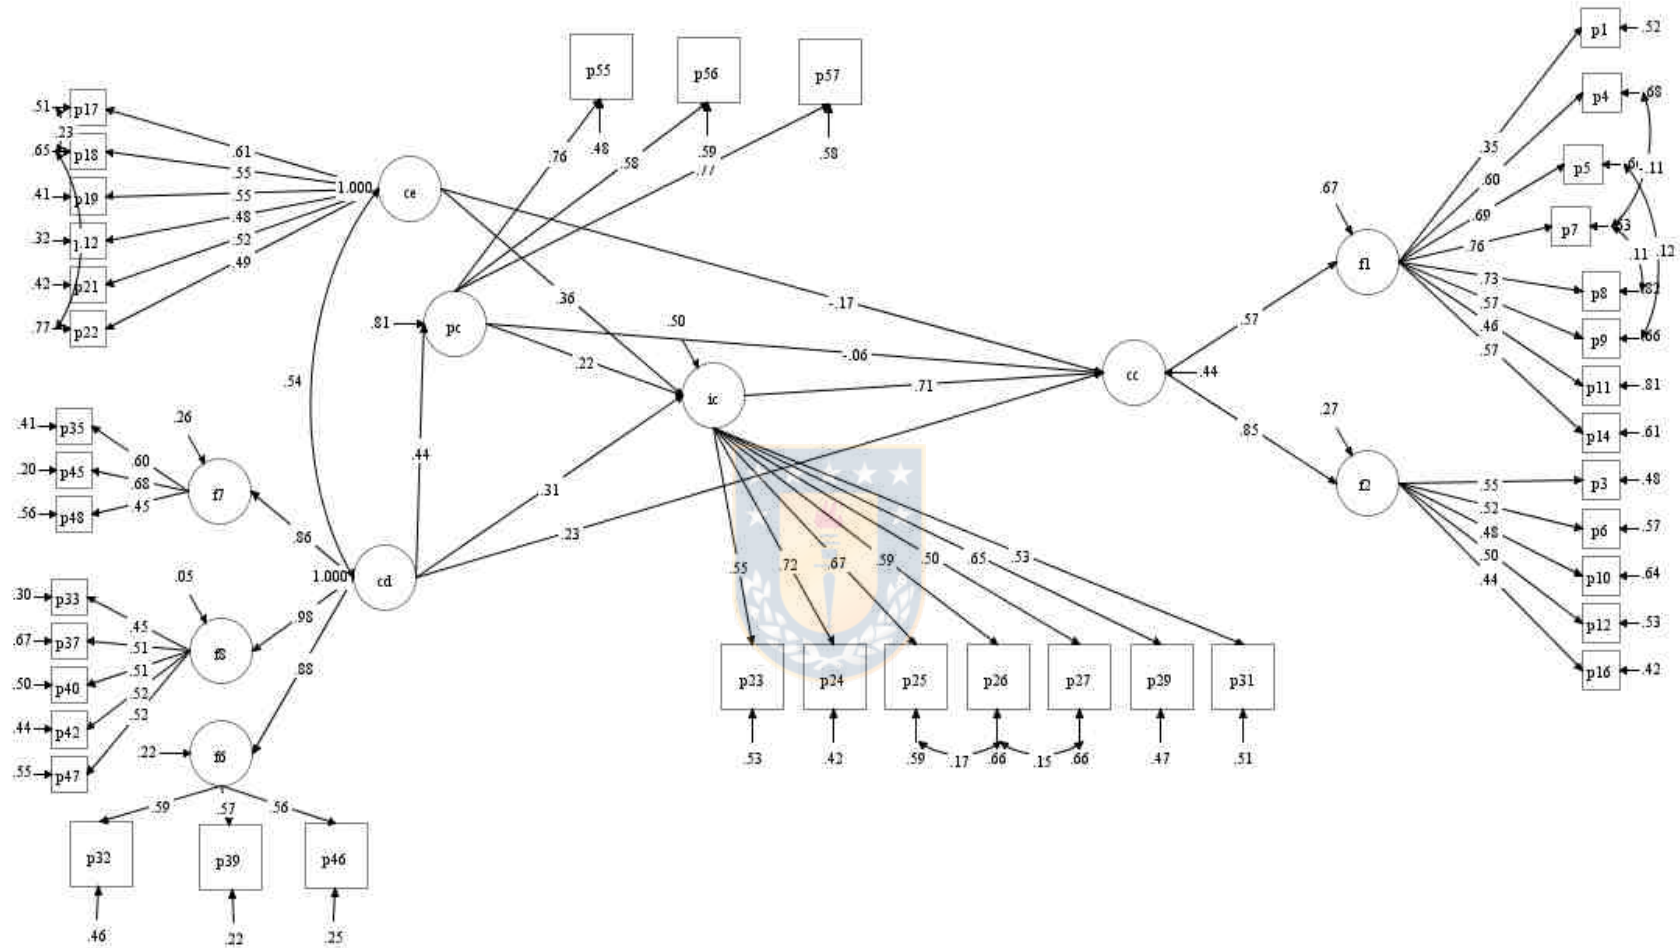 p1 .52
p55 p56 p57
.51 p17 p4 .68
.23
.65 p18 .61 .76 .48 .58 .59 .58 .35
.55 .77 p5 -.11
.41 p19 .55 1.000 ce .60
.48 .67 .69 p7 .53
.32 .52 .76
.42 p21 .49 f1 .11 .12
.73 p8 .82
.77 p22 .36 -.17 .57
.81 pc .50 .57 .46 p9 .66
.22 -.06 .57
.54 .71 cc .44 p11 .81
ic
.41 p35 .26 .27 p14 .61
.60 .44 .85
.20 p45 .68 f7 f2 .55 p3 .48
.45 .31 .52
.56 p48 .23 .48 p6 .57
.86 .50
.05 1.000 cd .55 .72 .67 .59 .50 .65 .53 .44 p10 .64
.30 p33 .98
.45 p12 .53
.67 p37 .51 f8
.51 .88 p16 .42
.50 p40 .52 p23 p24 p25 p26 p27 p29 p31
.52
.44 p42
.22 f6 .53 .42 .59 .17 .66 .15 .66 .47 .51
.55 p47
.59 .57 .56
p32 p39 p46
.46 .22 .25